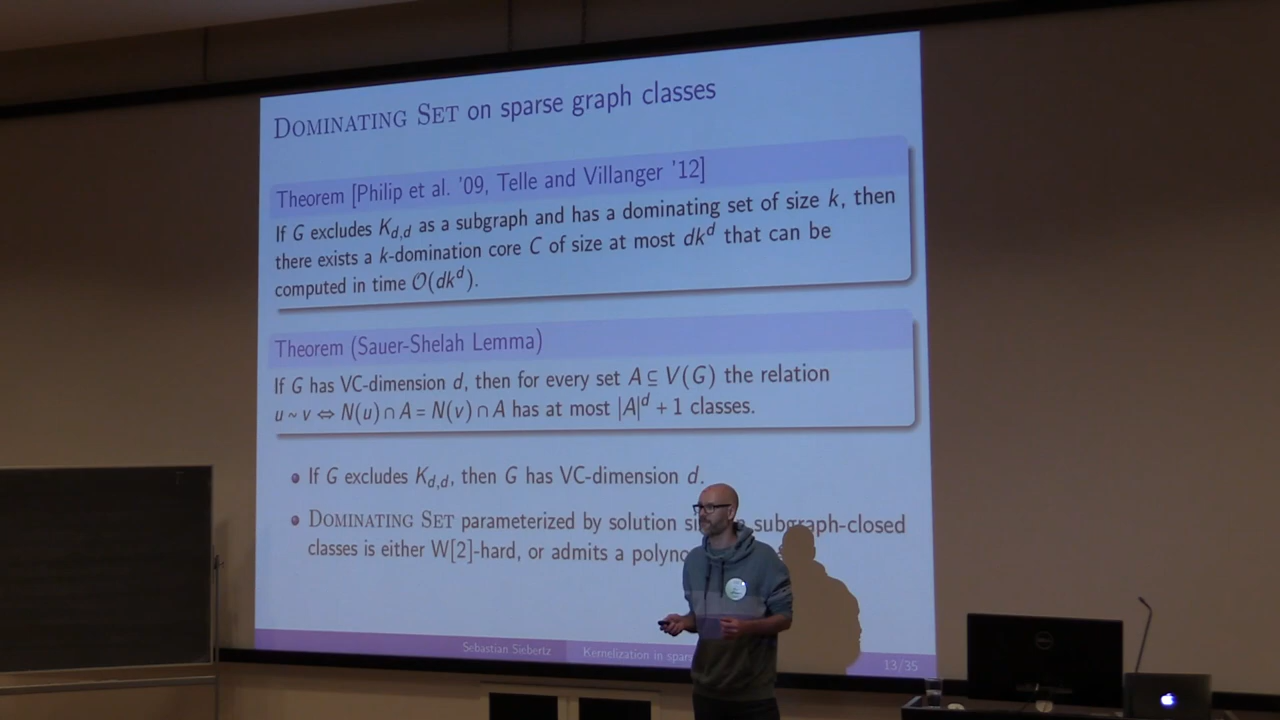 DOMINATING SET on sparse graph classes
Theorem [Philip et al. '09, Telle and Villanger '12]
If G excludes K_{d,d} as a subgraph and has a dominating set of size k, then
there exists a k-domination core C of size at most dk^d that can be
computed in time O(dk^d).
Theorem (Sauer-Shelah Lemma)
If G has VC-dimension d, then for every set A ⊆ V(G) the relation
u ~ v ⇔ N(u) ∩ A = N(v) ∩ A has at most |A|^d + 1 classes.
• If G excludes K_{d,d}, then G has VC-dimension d.
• DOMINATING SET parameterized by solution subgraph-closed
classes is either W[2]-hard, or admits a
Sebastian Siebertz Kernelization in 13/35
DELL